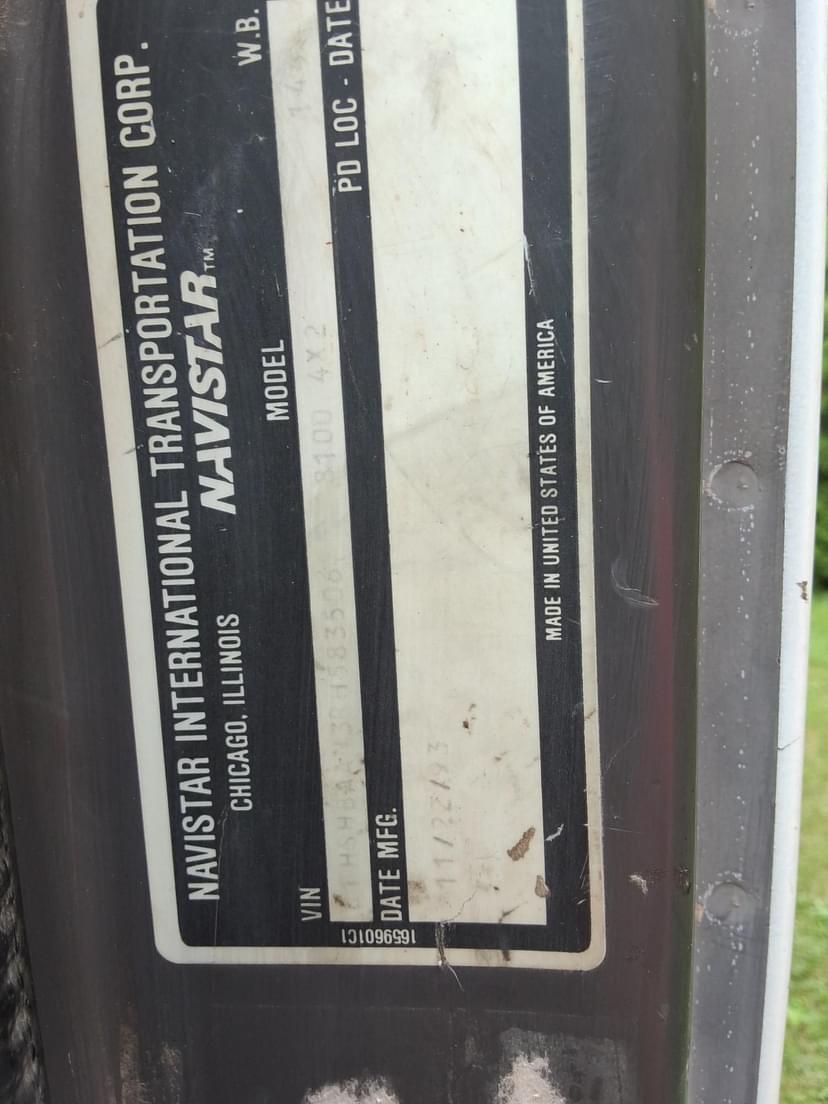 NAVISTAR INTERNATIONAL TRANSPORTATION CORP.
NAVISTAR™
CHICAGO, ILLINOIS
VIN MODEL W.B.
8100 4X2
DATE MFG. PD LOC - DATE
11/22/93
MADE IN UNITED STATES OF AMERICA
1659601C1